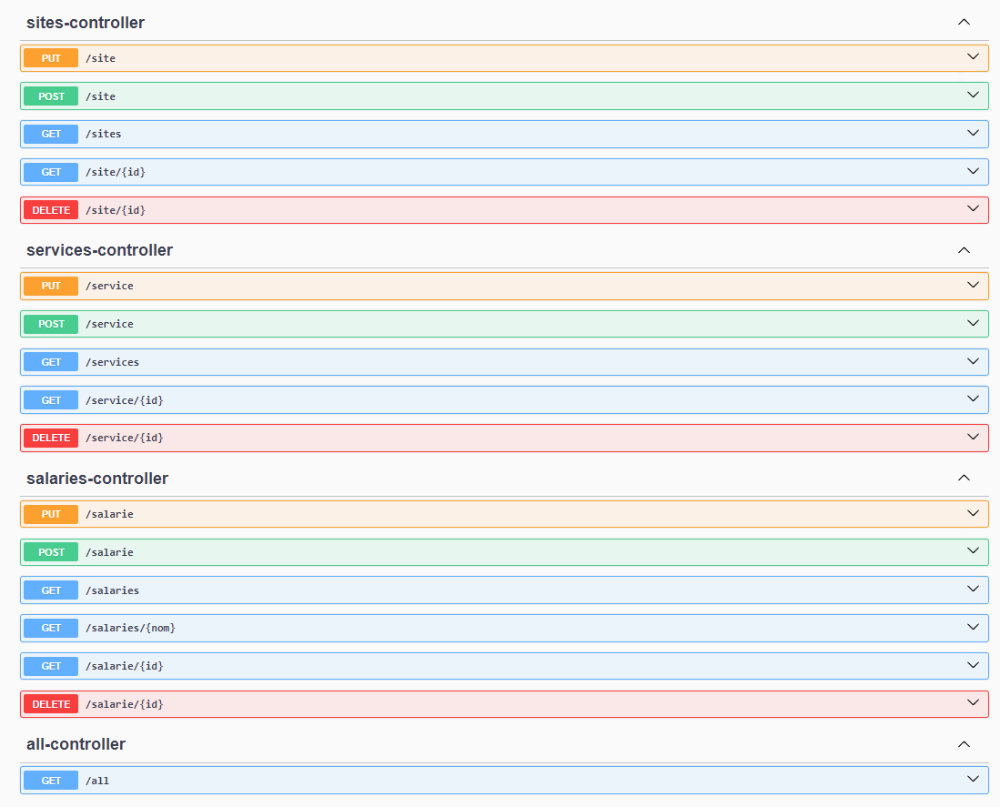 sites-controller
PUT /site
POST /site
GET /sites
GET /site/{id}
DELETE /site/{id}
services-controller
PUT /service
POST /service
GET /services
GET /service/{id}
DELETE /service/{id}
salaries-controller
PUT /salarie
POST /salarie
GET /salaries
GET /salaries/{nom}
GET /salarie/{id}
DELETE /salarie/{id}
all-controller
GET /all